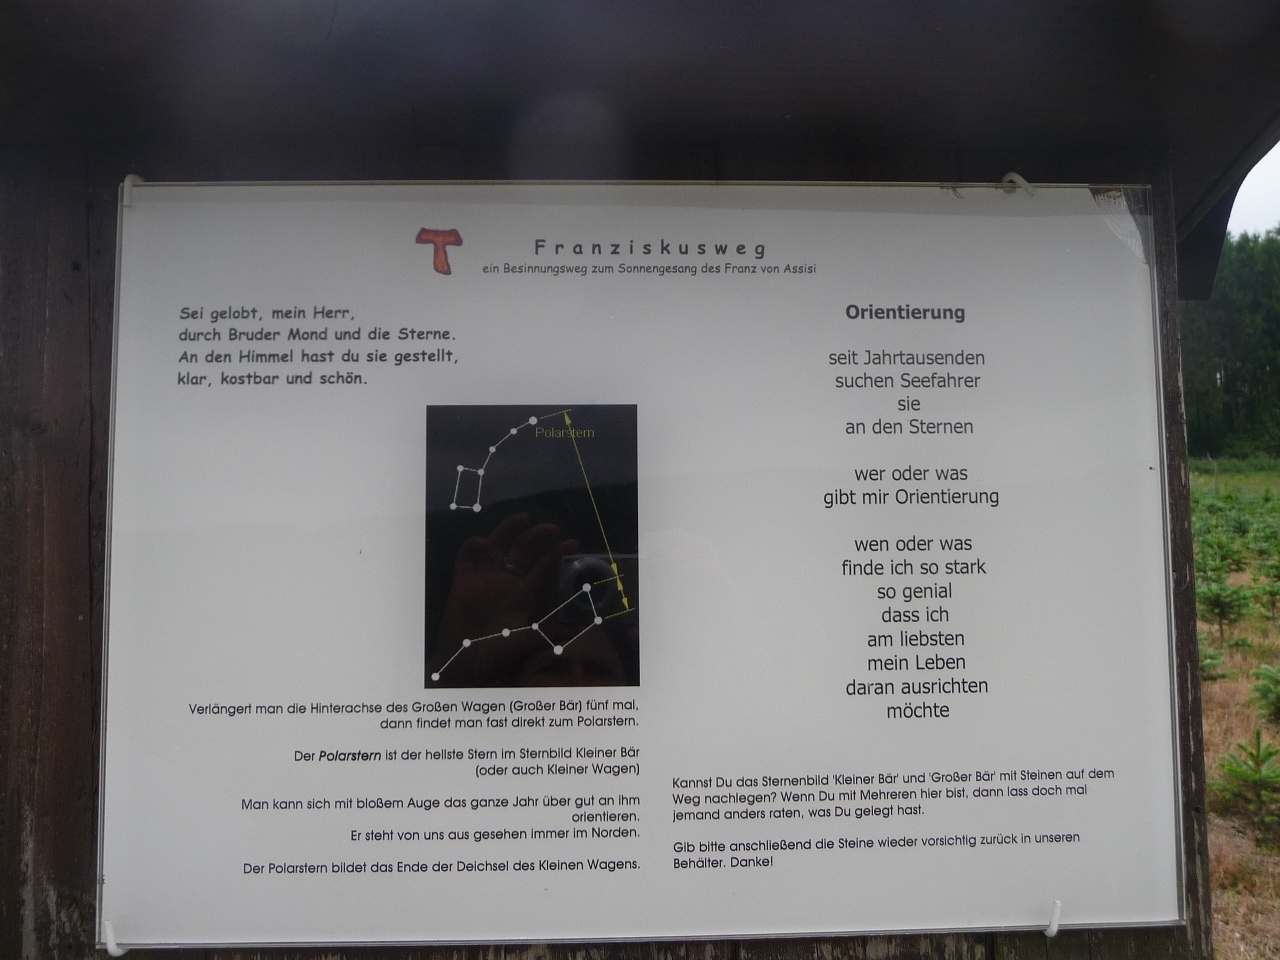 Franziskusweg
ein Besinnungsweg zum Sonnengesang des Franz von Assisi
Sei gelobt, mein Herr,
durch Bruder Mond und die Sterne.
An den Himmel hast du sie gestellt,
klar, kostbar und schön.
Polarstern
Verlängert man die Hinterachse des Großen Wagen (Großer Bär) fünf mal,
dann findet man fast direkt zum Polarstern.
Der Polarstern ist der hellste Stern im Sternbild Kleiner Bär
(oder auch Kleiner Wagen)
Man kann sich mit bloßem Auge das ganze Jahr über gut an ihm
orientieren.
Er steht von uns aus gesehen immer im Norden.
Der Polarstern bildet das Ende der Deichsel des Kleinen Wagens.
Orientierung
seit Jahrtausenden
suchen Seefahrer
sie
an den Sternen
wer oder was
gibt mir Orientierung
wen oder was
finde ich so stark
so genial
dass ich
am liebsten
mein Leben
daran ausrichten
möchte
Kannst Du das Sternenbild 'Kleiner Bär' und 'Großer Bär' mit Steinen auf dem
Weg nachlegen? Wenn Du mit Mehreren hier bist, dann lass doch mal
jemand anders raten, was Du gelegt hast.
Gib bitte anschließend die Steine wieder vorsichtig zurück in unseren
Behälter. Danke!